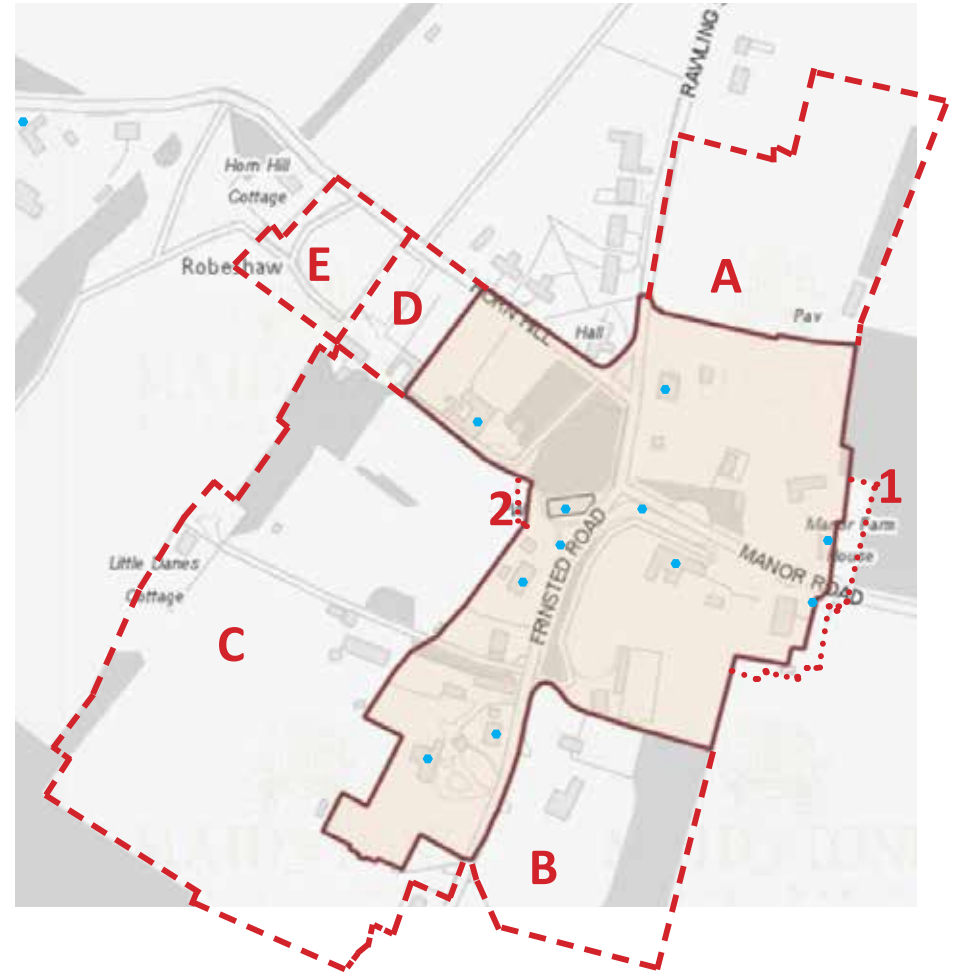 RAWLING
Horn Hill
Cottage
Robeshaw
E
A
D
HORN HILL
Hall
Pav
1
2
Manor Farm
House
MANOR ROAD
FRINSTED ROAD
Little Danes
Cottage
C
B